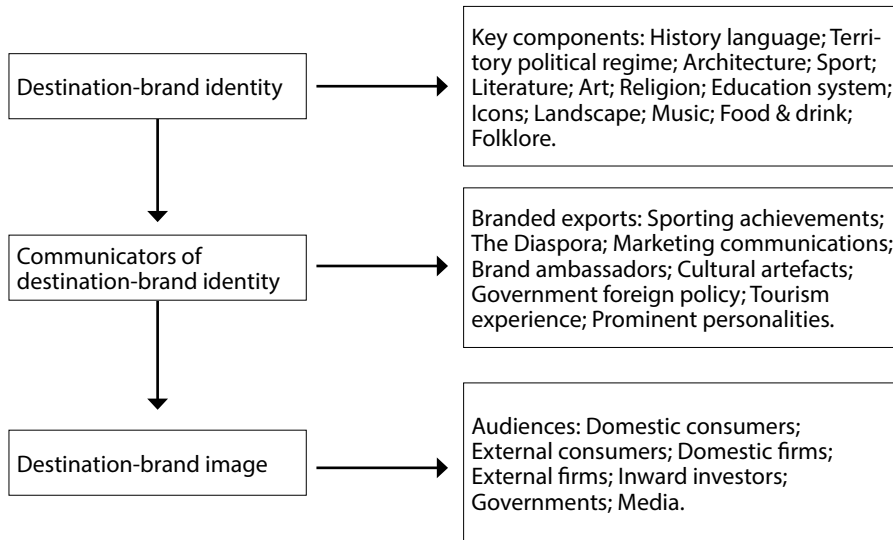 Destination-brand identity
Key components: History language; Terri-
tory political regime; Architecture; Sport;
Literature; Art; Religion; Education system;
Icons; Landscape; Music; Food & drink;
Folklore.
Communicators of
destination-brand identity
Branded exports: Sporting achievements;
The Diaspora; Marketing communications;
Brand ambassadors; Cultural artefacts;
Government foreign policy; Tourism
experience; Prominent personalities.
Destination-brand image
Audiences: Domestic consumers;
External consumers; Domestic firms;
External firms; Inward investors;
Governments; Media.